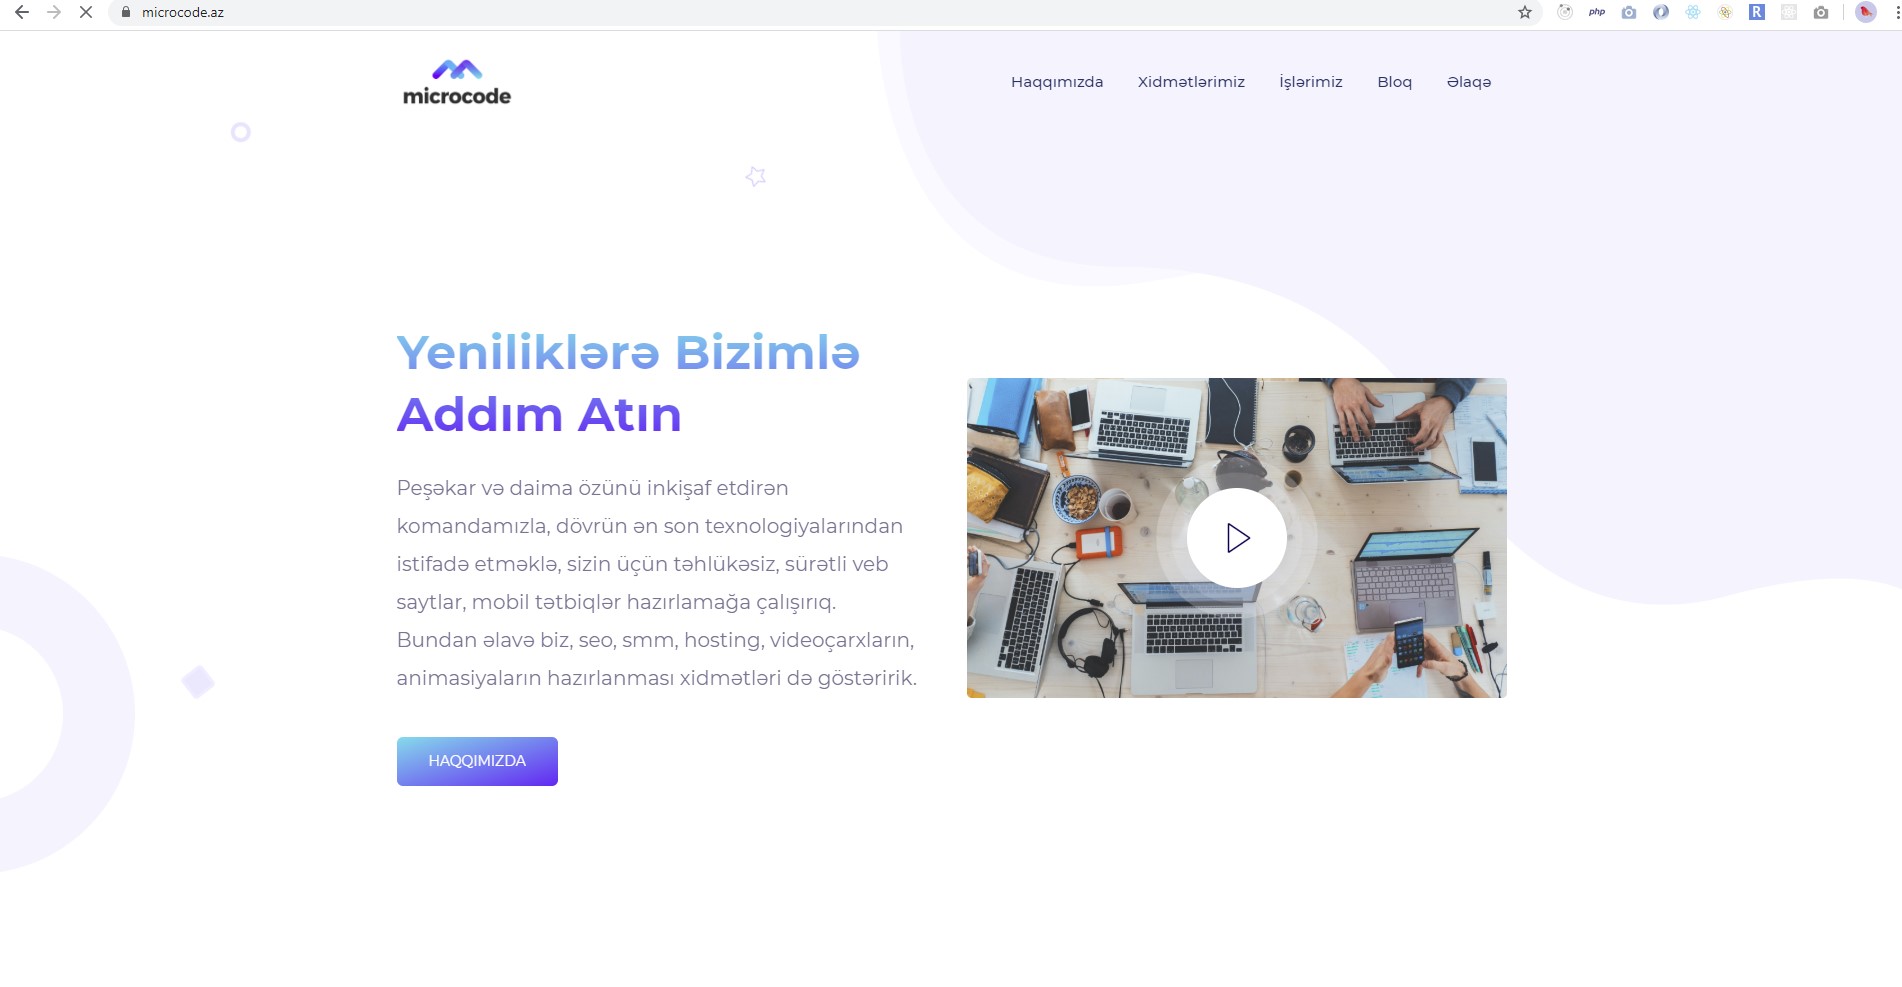 microcode.az
php
R
microcode
Haqqımızda Xidmətlərimiz İşlərimiz Bloq Əlaqə
Yeniliklərə Bizimlə
Addım Atın
Peşəkar və daima özünü inkişaf etdirən
komandamızla, dövrün ən son texnologiyalarından
istifadə etməklə, sizin üçün təhlükəsiz, sürətli veb
saytlar, mobil tətbiqlər hazırlamağa çalışırıq.
Bundan əlavə biz, seo, smm, hosting, videoçarxların,
animasiyaların hazırlanması xidmətləri də göstəririk.
HAQQIMIZDA